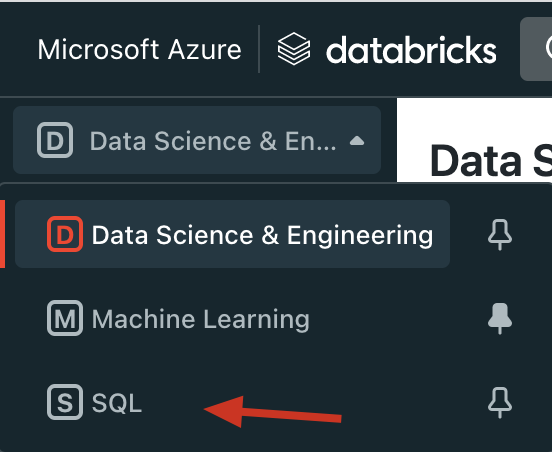 Microsoft Azure databricks
D Data Science & En...
Data S
D Data Science & Engineering
M Machine Learning
S SQL